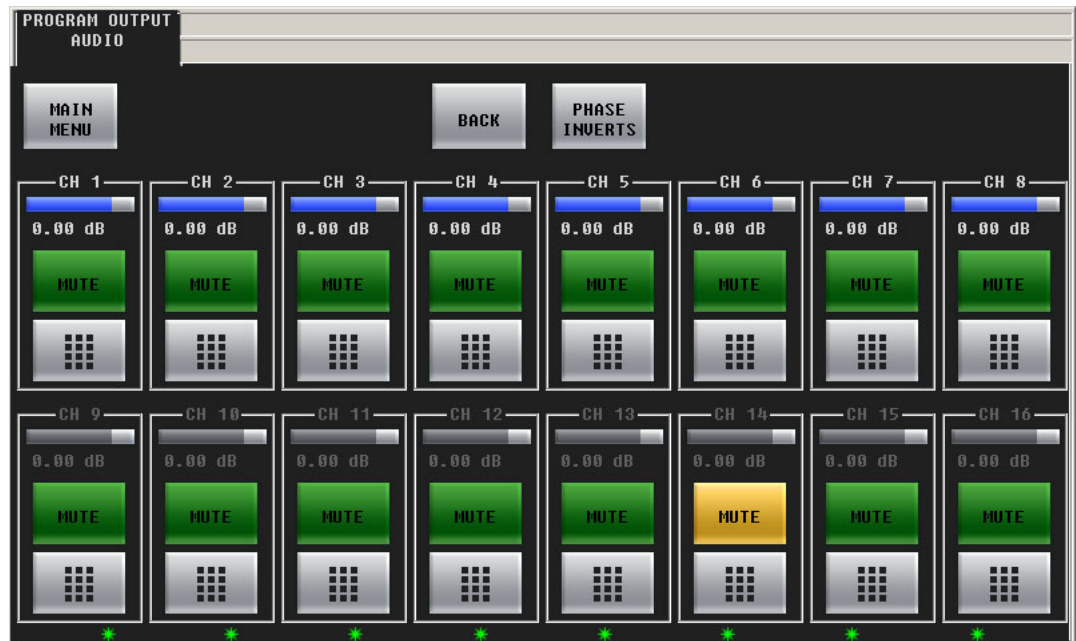 PROGRAM OUTPUT
AUDIO
MAIN
MENU
BACK
PHASE
INVERTS
CH 1 CH 2 CH 3 CH 4 CH 5 CH 6 CH 7 CH 8
0.00 dB 0.00 dB 0.00 dB 0.00 dB 0.00 dB 0.00 dB 0.00 dB 0.00 dB
MUTE MUTE MUTE MUTE MUTE MUTE MUTE MUTE
CH 9 CH 10 CH 11 CH 12 CH 13 CH 14 CH 15 CH 16
0.00 dB 0.00 dB 0.00 dB 0.00 dB 0.00 dB 0.00 dB 0.00 dB 0.00 dB
MUTE MUTE MUTE MUTE MUTE MUTE MUTE MUTE